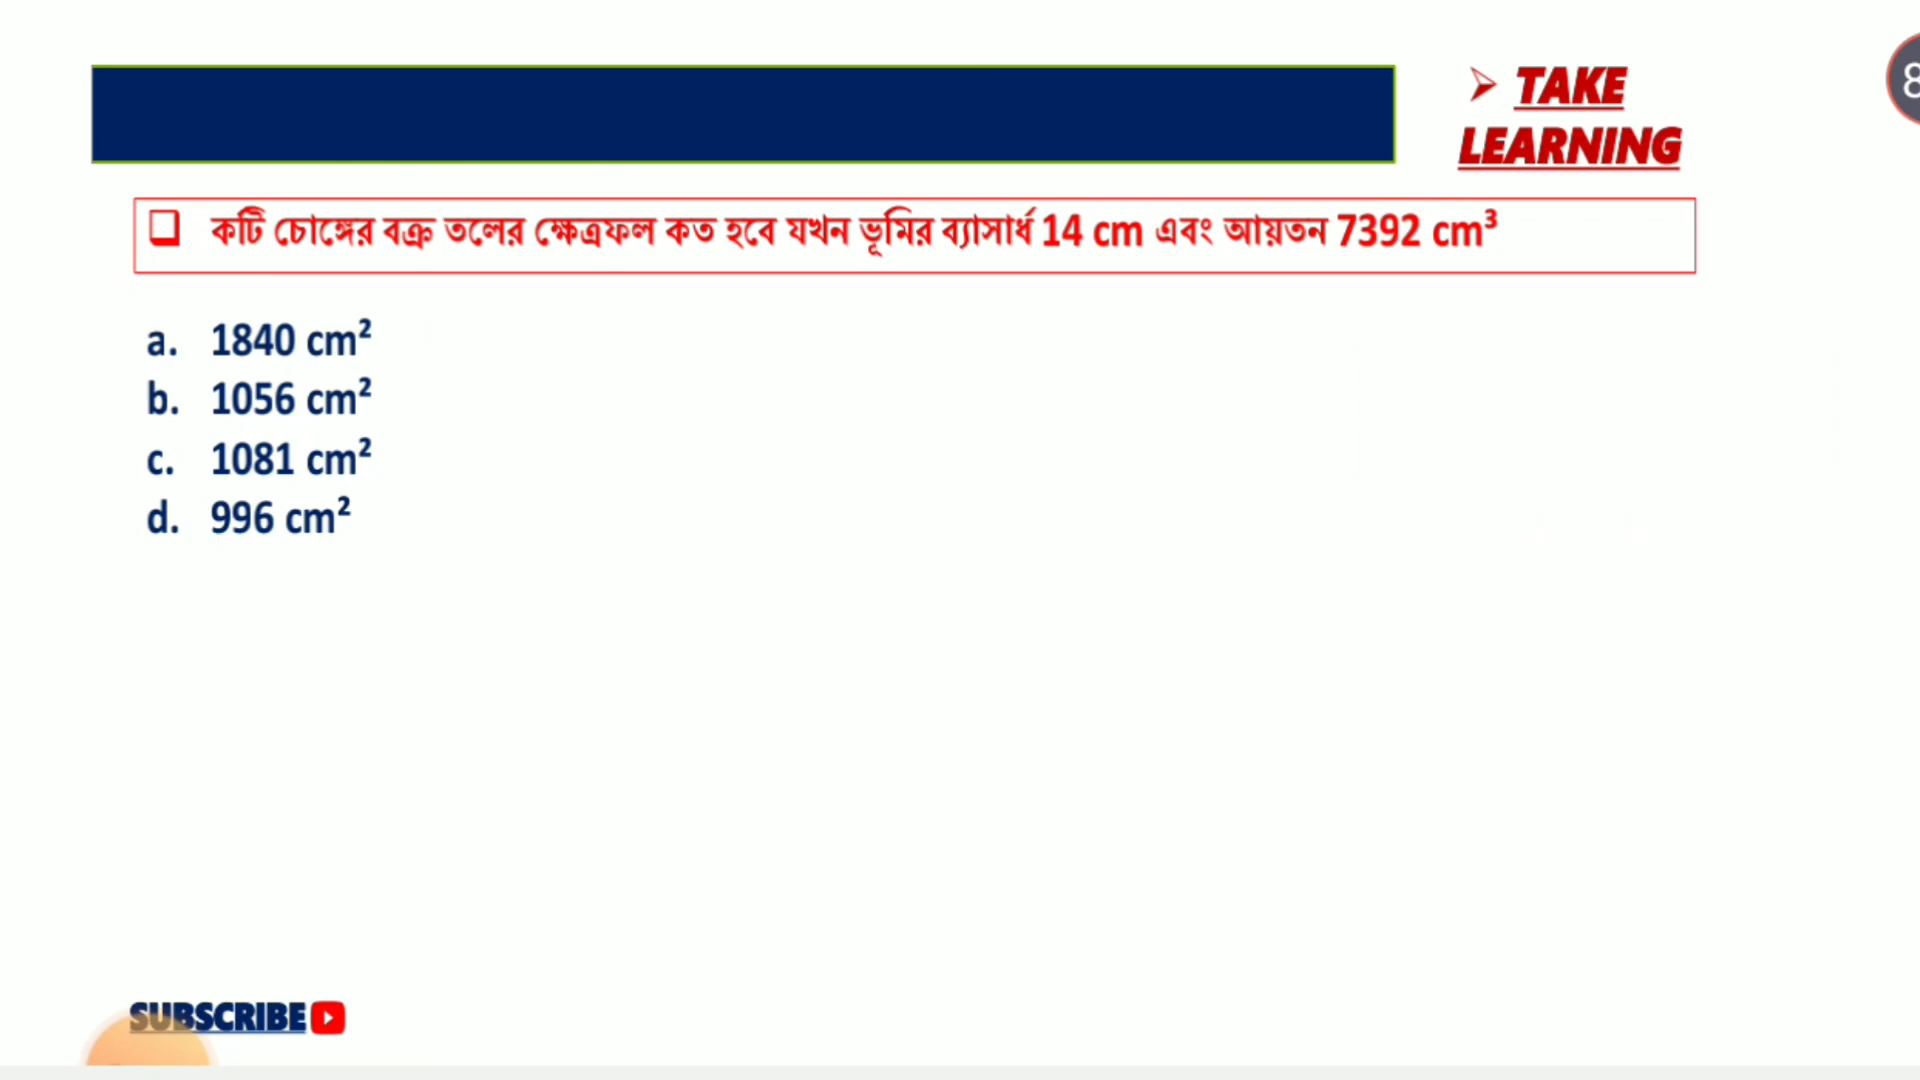 TAKE
LEARNING
8
কটি চোঙ্গের বক্র তলের ক্ষেত্রফল কত হবে যখন ভূমির ব্যাসার্ধ 14 cm এবং আয়তন 7392 cm³
a. 1840 cm²
b. 1056 cm²
c. 1081 cm²
d. 996 cm²
SUBSCRIBE